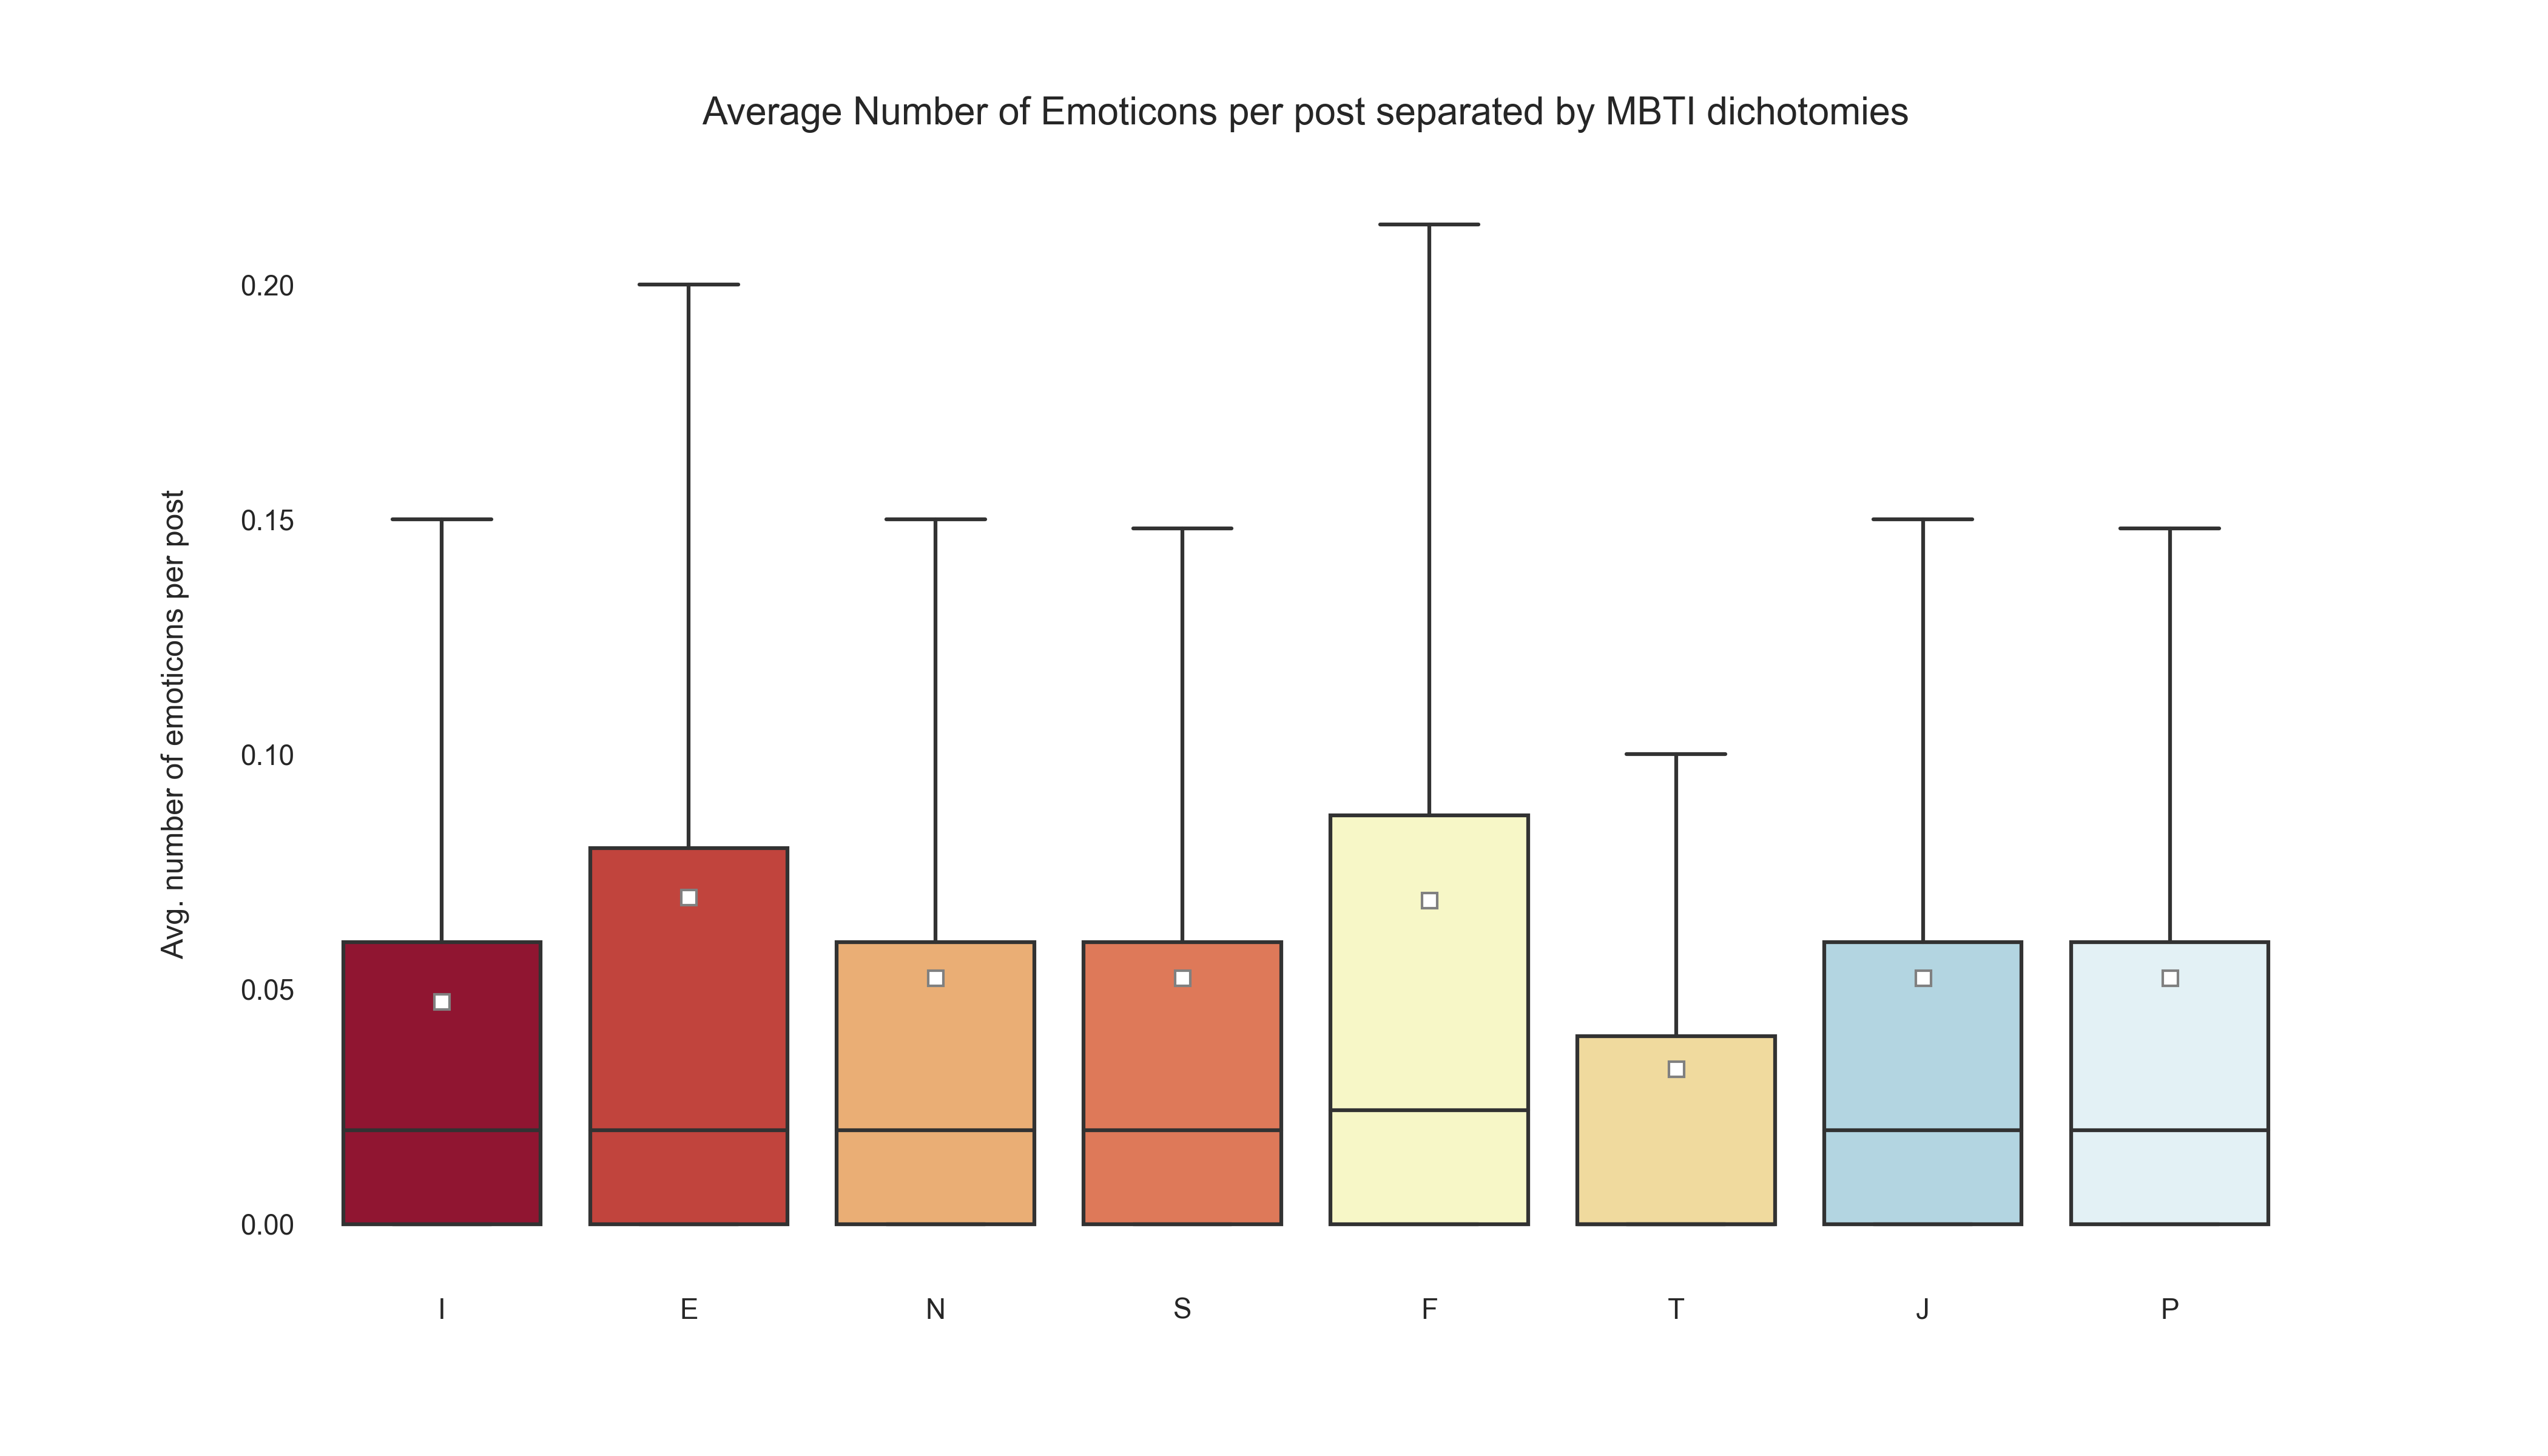 Average Number of Emoticons per post separated by MBTI dichotomies
Avg. number of emoticons per post
0.20
0.15
0.10
0.05
0.00
I E N S F T J P